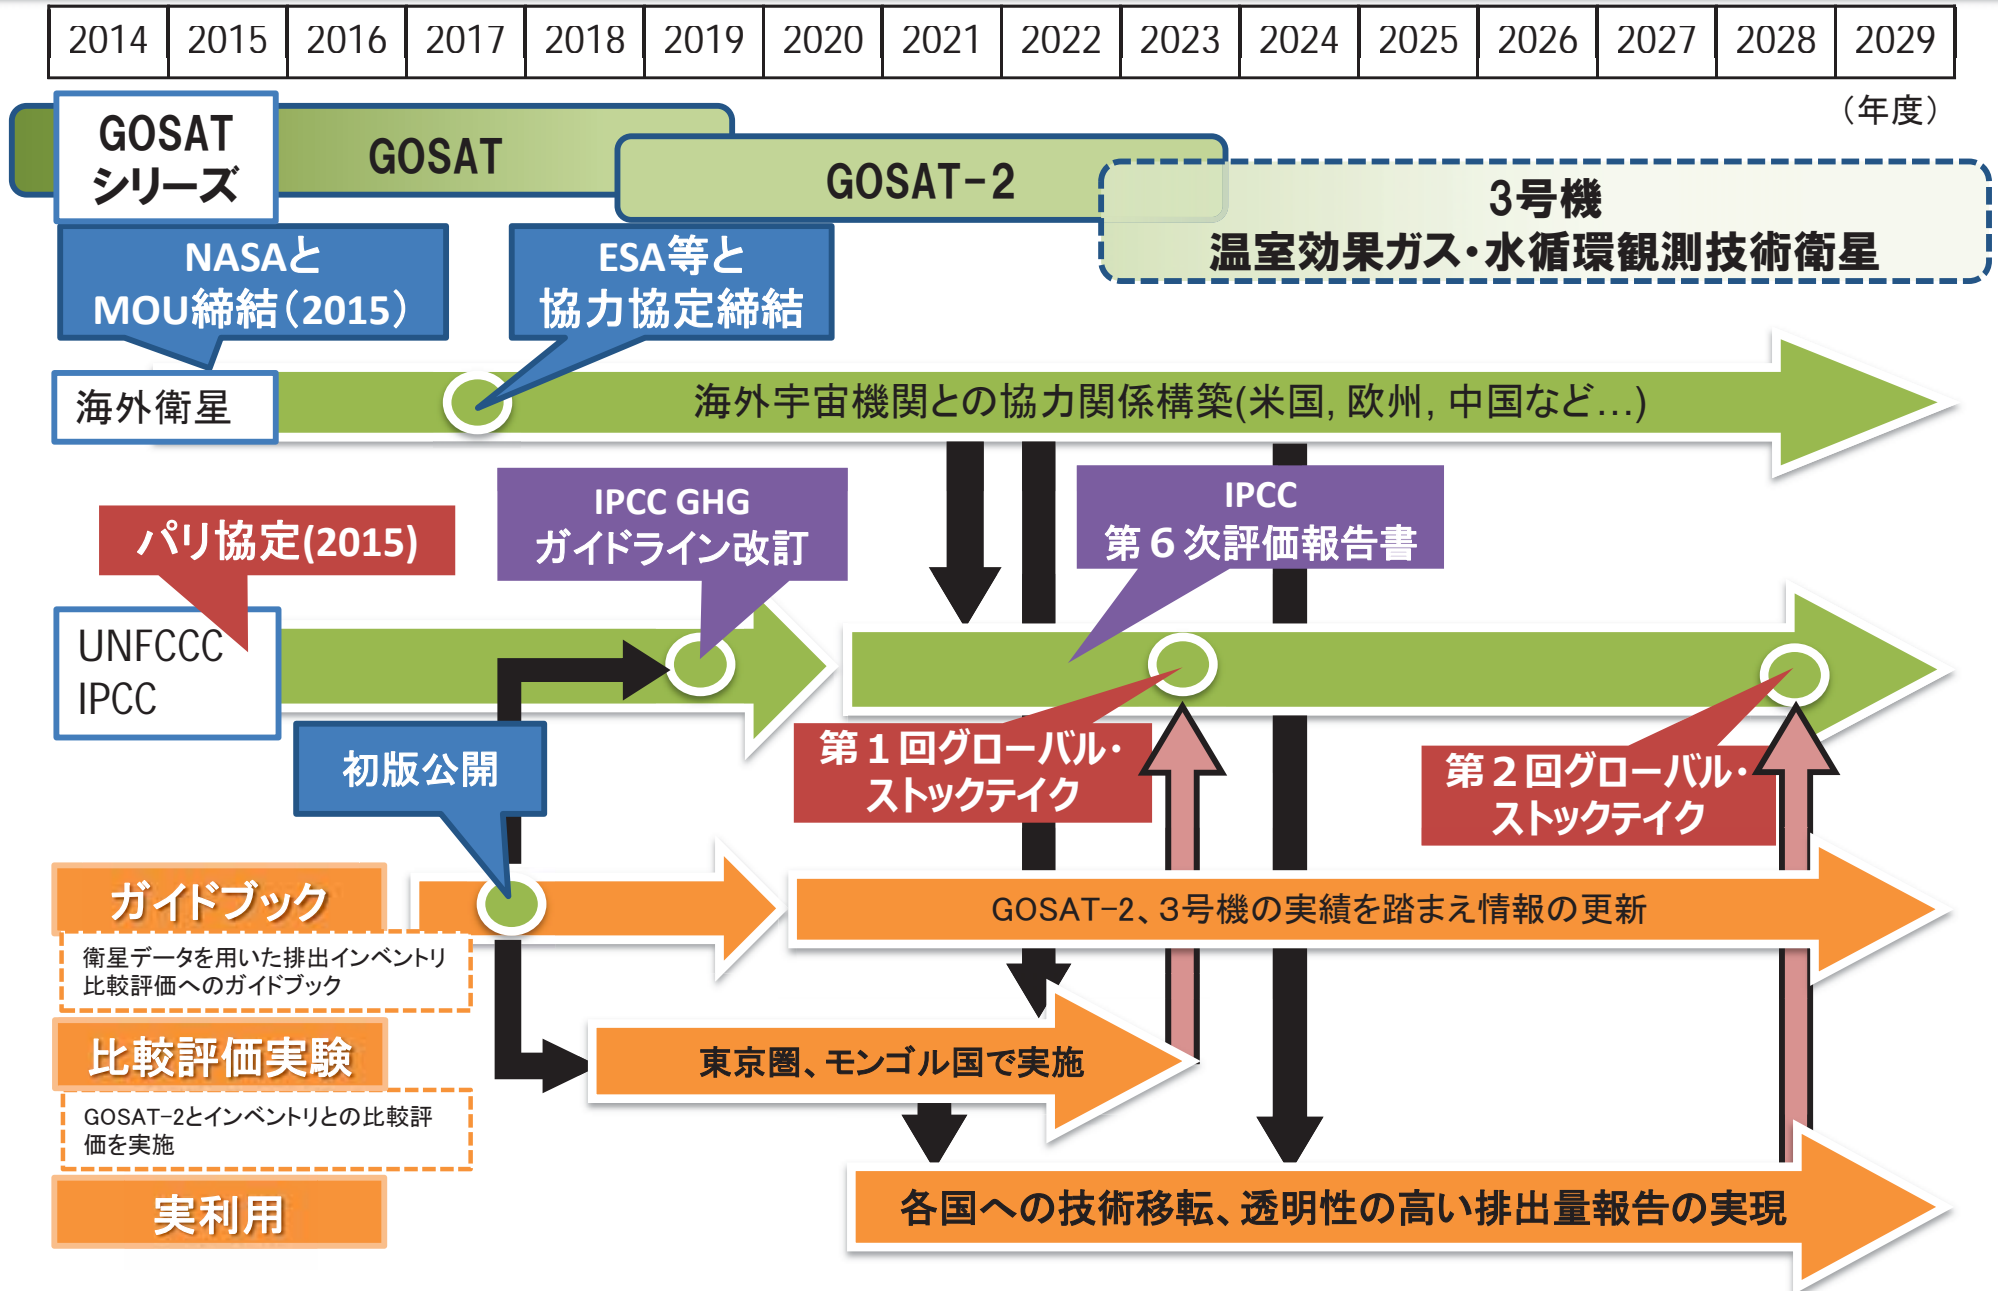 2014 2015 2016 2017 2018 2019 2020 2021 2022 2023 2024 2025 2026 2027 2028 2029
（年度）
GOSAT
シリーズ
GOSAT
GOSAT-2
3号機
温室効果ガス・水循環観測技術衛星
NASAと
MOU締結（2015）
ESA等と
協力協定締結
海外衛星
海外宇宙機関との協力関係構築(米国, 欧州, 中国など…)
パリ協定(2015)
IPCC GHG
ガイドライン改訂
IPCC
第６次評価報告書
UNFCCC
IPCC
初版公開
第１回グローバル・
ストックテイク
第２回グローバル・
ストックテイク
ガイドブック
GOSAT-2、3号機の実績を踏まえ情報の更新
衛星データを用いた排出インベントリ
比較評価へのガイドブック
比較評価実験
東京圏、モンゴル国で実施
GOSAT-2とインベントリとの比較評
価を実施
実利用
各国への技術移転、透明性の高い排出量報告の実現